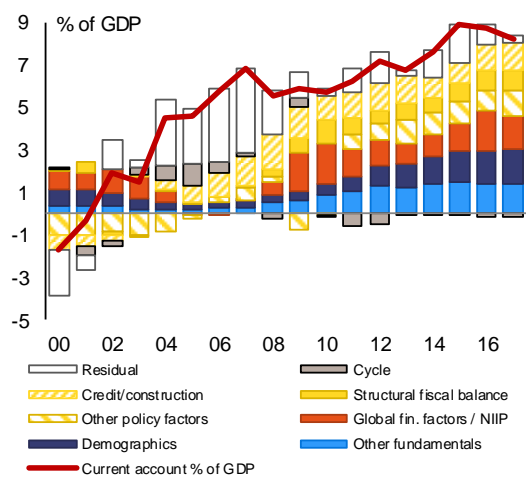 % of GDP
9
7
5
3
1
-1
-3
-5
00 02 04 06 08 10 12 14 16
Residual Cycle
Credit/construction Structural fiscal balance
Other policy factors Global fin. factors / NIIP
Demographics Other fundamentals
Current account % of GDP